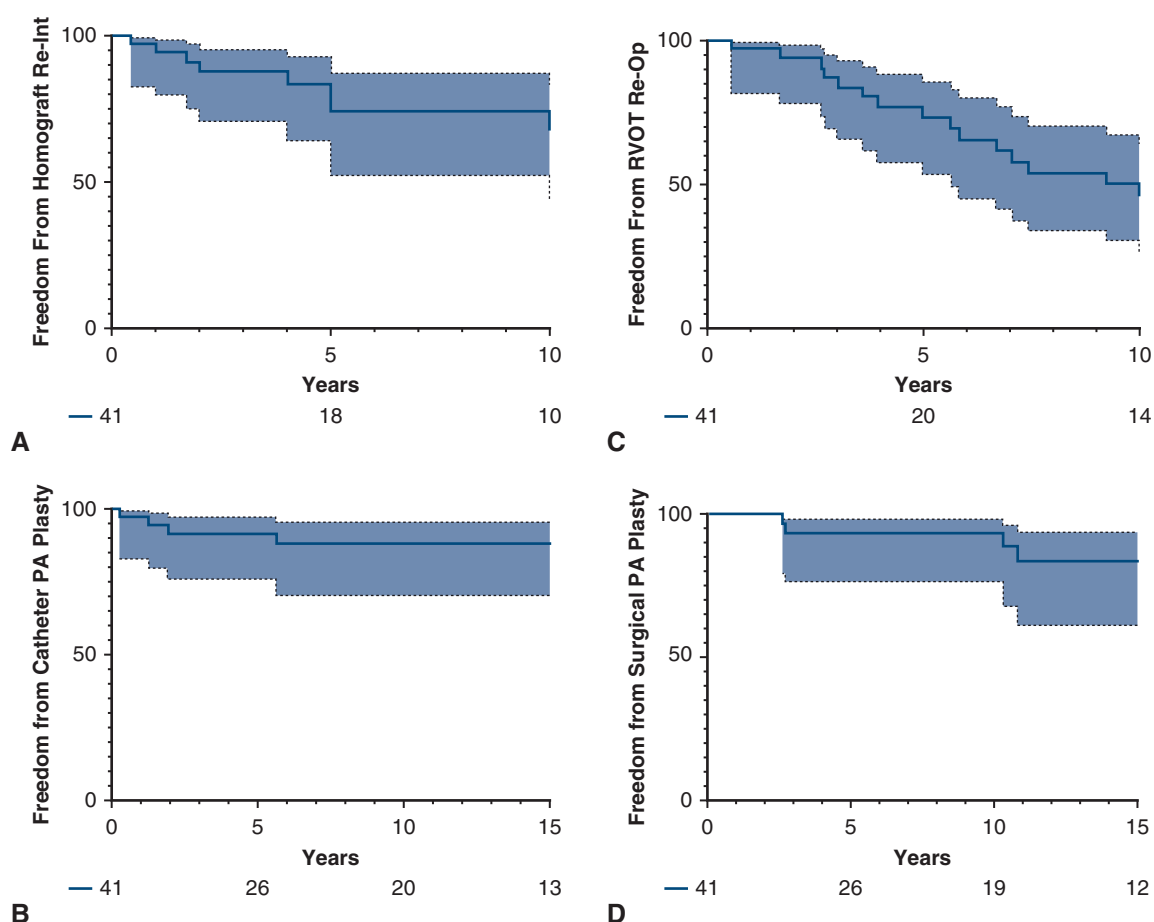 Freedom From Homograft Re-Int
100
50
0
0 5 10
Years
41 18 10
A
Freedom From RVOT Re-Op
100
50
0
0 5 10
Years
41 20 14
C
Freedom from Catheter PA Plasty
100
50
0
0 5 10 15
Years
41 26 20 13
B
Freedom from Surgical PA Plasty
100
50
0
0 5 10 15
Years
41 26 19 12
D